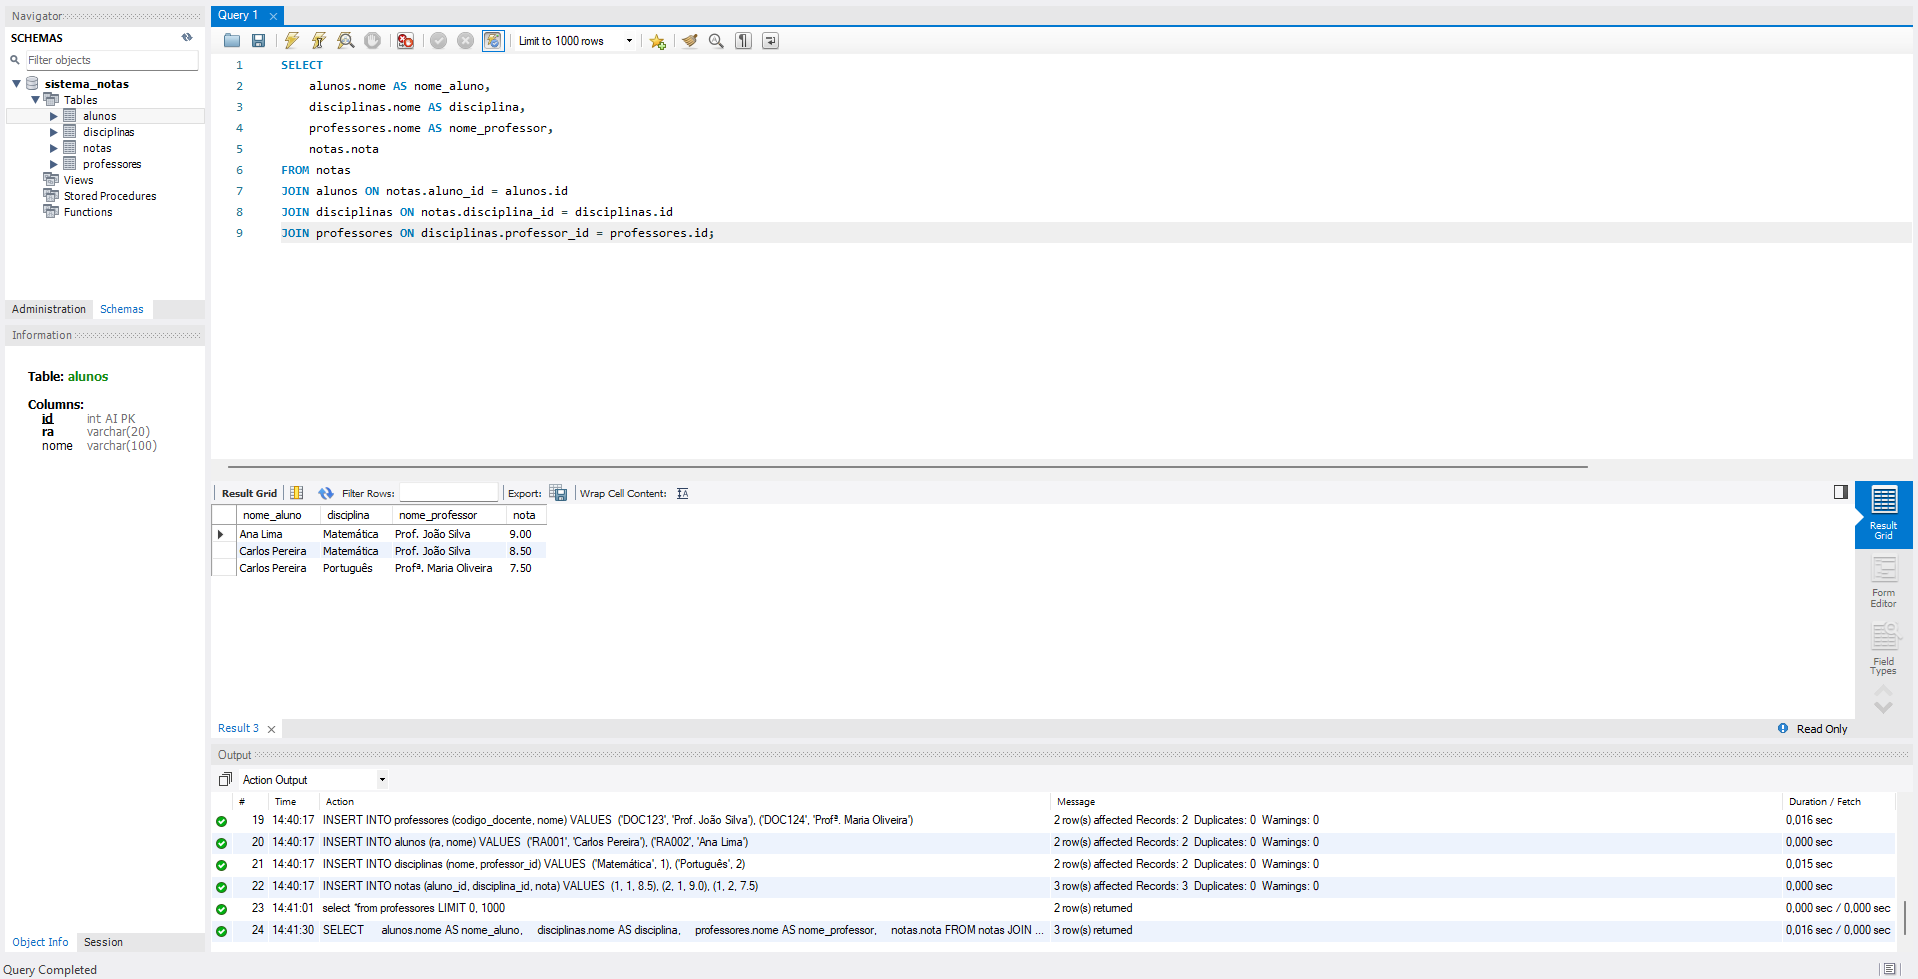 Navigator
SCHEMAS
Filter objects
sistema_notas
Tables
alunos
disciplinas
notas
professores
Views
Stored Procedures
Functions
Administration Schemas
Information
Table: alunos
Columns:
id int AI PK
ra varchar(20)
nome varchar(100)
Object Info Session
Query Completed
Query 1
Limit to 1000 rows
1 SELECT
2 alunos.nome AS nome_aluno,
3 disciplinas.nome AS disciplina,
4 professores.nome AS nome_professor,
5 notas.nota
6 FROM notas
7 JOIN alunos ON notas.aluno_id = alunos.id
8 JOIN disciplinas ON notas.disciplina_id = disciplinas.id
9 JOIN professores ON disciplinas.professor_id = professores.id;
Result Grid Filter Rows: Export: Wrap Cell Content:
nome_aluno disciplina nome_professor nota
Ana Lima Matemática Prof. João Silva 9.00
Carlos Pereira Matemática Prof. João Silva 8.50
Carlos Pereira Português Profª. Maria Oliveira 7.50
Result
Grid
Form
Editor
Field
Types
Result 3 Read Only
Output
Action Output
# Time Action Message Duration / Fetch
19 14:40:17 INSERT INTO professores (codigo_docente, nome) VALUES ('DOC123', 'Prof. João Silva'), ('DOC124', 'Profª. Maria Oliveira') 2 row(s) affected Records: 2 Duplicates: 0 Warnings: 0 0,016 sec
20 14:40:17 INSERT INTO alunos (ra, nome) VALUES ('RA001', 'Carlos Pereira'), ('RA002', 'Ana Lima') 2 row(s) affected Records: 2 Duplicates: 0 Warnings: 0 0,000 sec
21 14:40:17 INSERT INTO disciplinas (nome, professor_id) VALUES ('Matemática', 1), ('Português', 2) 2 row(s) affected Records: 2 Duplicates: 0 Warnings: 0 0,015 sec
22 14:40:17 INSERT INTO notas (aluno_id, disciplina_id, nota) VALUES (1, 1, 8.5), (2, 1, 9.0), (1, 2, 7.5) 3 row(s) affected Records: 3 Duplicates: 0 Warnings: 0 0,000 sec
23 14:41:01 select *from professores LIMIT 0, 1000 2 row(s) returned 0,000 sec / 0,000 sec
24 14:41:30 SELECT alunos.nome AS nome_aluno, disciplinas.nome AS disciplina, professores.nome AS nome_professor, notas.nota FROM notas JOIN ... 3 row(s) returned 0,016 sec / 0,000 sec